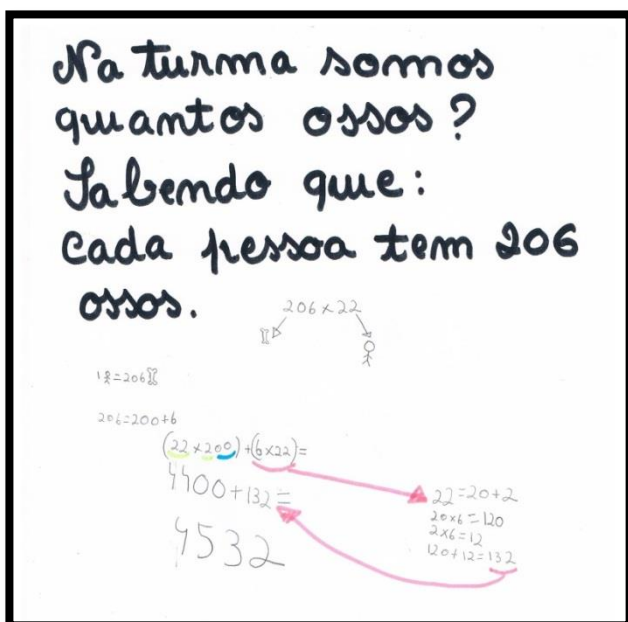 Na turma somos
quantos ossos?
Sabendo que:
Cada pessoa tem 206
ossos.
206 × 22
1 = 206
206=200+6
(22 × 200) + (6×22)=
4400 + 132 =
4532
22=20+2
20×6=120
2×6=12
120+12=132